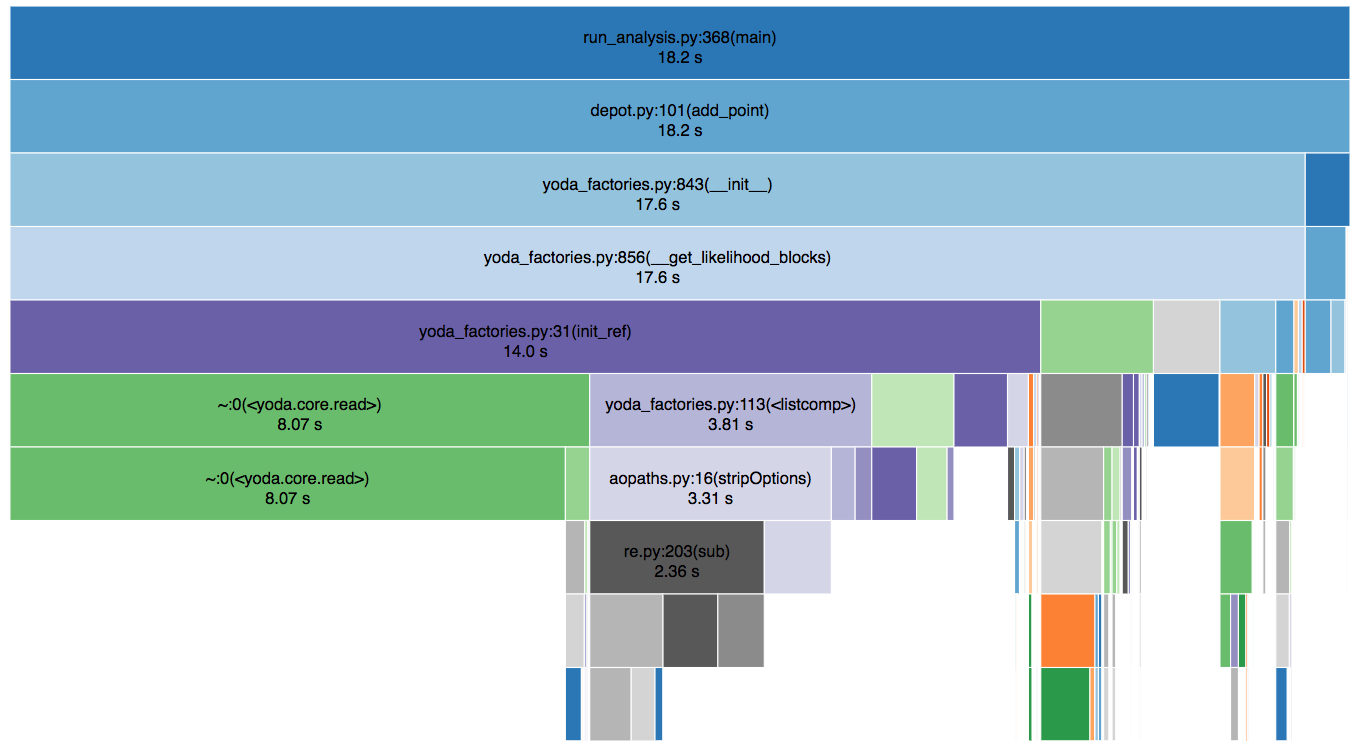 run_analysis.py:368(main)
18.2 s
depot.py:101(add_point)
18.2 s
yoda_factories.py:843(__init__)
17.6 s
yoda_factories.py:856(__get_likelihood_blocks)
17.6 s
yoda_factories.py:31(init_ref)
14.0 s
~:0(<yoda.core.read>)
8.07 s
yoda_factories.py:113(<listcomp>)
3.81 s
~:0(<yoda.core.read>)
8.07 s
aopaths.py:16(stripOptions)
3.31 s
re.py:203(sub)
2.36 s